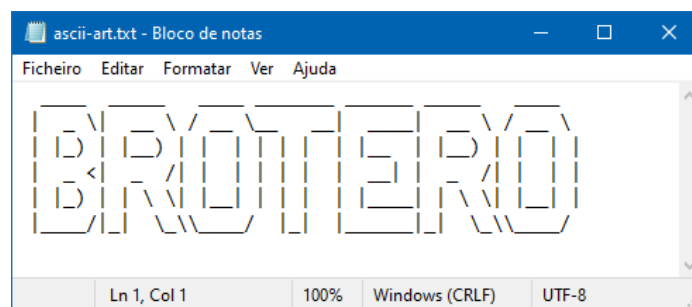 ascii-art.txt - Bloco de notas
Ficheiro Editar Formatar Ver Ajuda
BROTERO
Ln 1, Col 1 100% Windows (CRLF) UTF-8